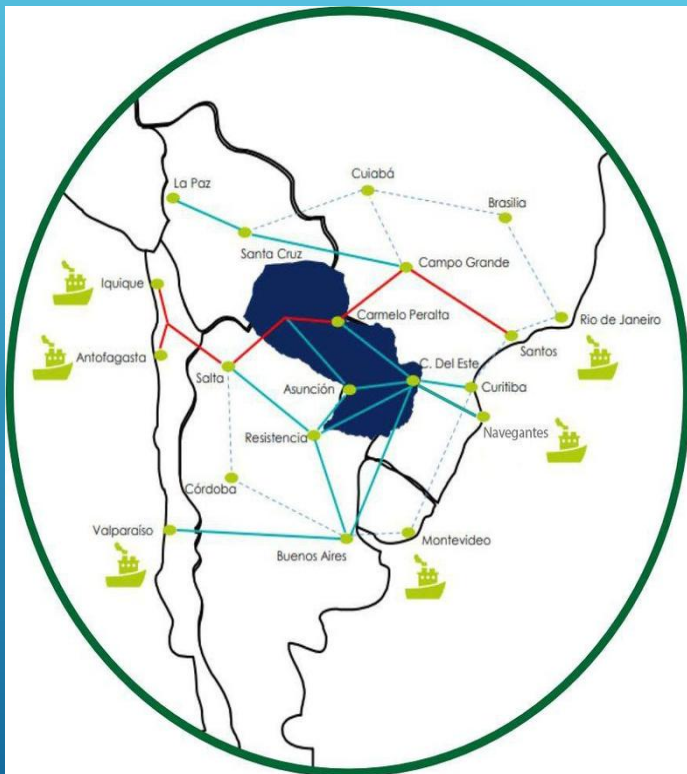 Cuiabá
La Paz
Brasilia
Santa Cruz
Campo Grande
Iquique
Carmelo Peralta
Rio de Janeiro
Santos
Antofagasta
C. Del Este
Salta
Asunción
Curitiba
Navegantes
Resistencia
Córdoba
Valparaíso
Montevideo
Buenos Aires